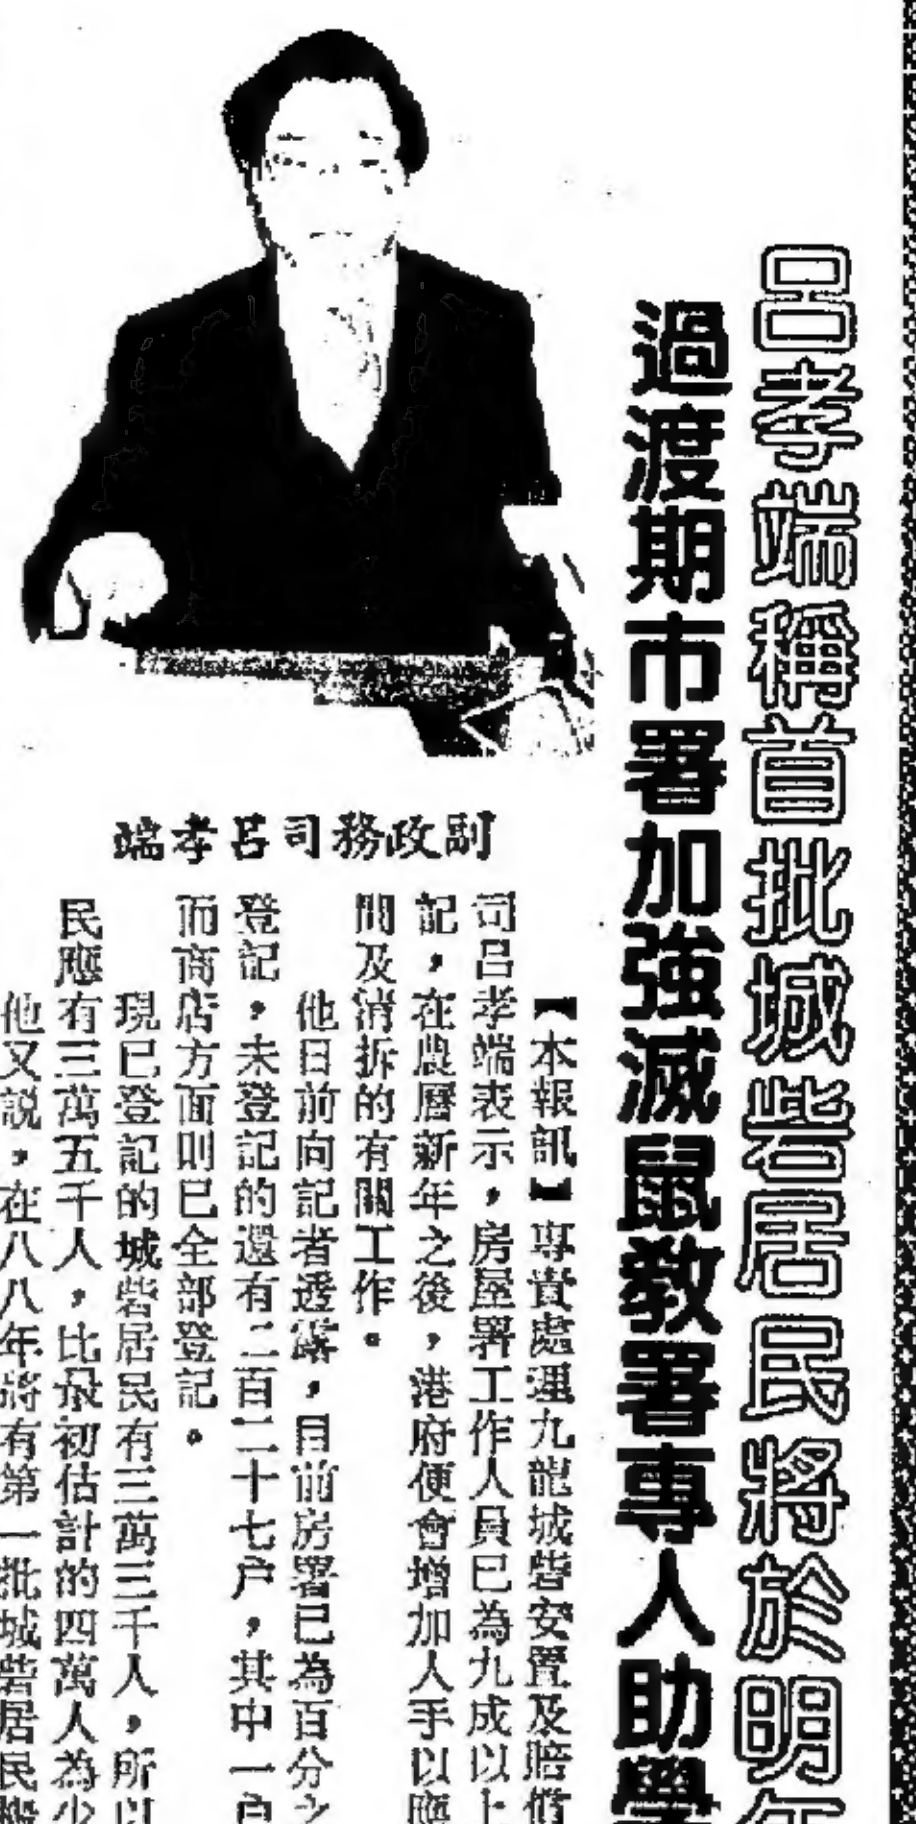 呂孝端稱首批城砦居民將於明年
過渡期市署加強滅鼠教署專人助學
副政務司呂孝端
【本報訊】專責處理九龍城砦安置及賠償
司呂孝端表示，房屋署工作人員已為九成以上
記，在農曆新年之後，港府便會增加人手以應
間及清拆的有關工作。
他日前向記者透露，目前房署已為百分之
登記，未登記的還有二百二十七户，其中一自
而商店方面則已全部登記。
現已登記的城砦居民有三萬三千人，所以
民應有三萬五千人，比最初估計的四萬人為少
他又説，在八八年將有第一批城砦居民搬